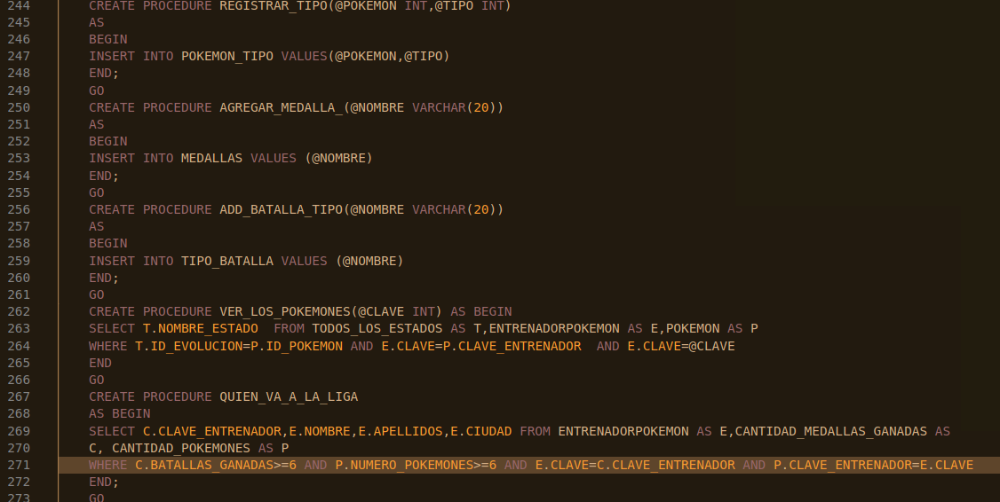 244 CREATE PROCEDURE REGISTRAR_TIPO(@POKEMON INT,@TIPO INT)
245 AS
246 BEGIN
247 INSERT INTO POKEMON_TIPO VALUES(@POKEMON,@TIPO)
248 END;
249 GO
250 CREATE PROCEDURE AGREGAR_MEDALLA_(@NOMBRE VARCHAR(20))
251 AS
252 BEGIN
253 INSERT INTO MEDALLAS VALUES (@NOMBRE)
254 END;
255 GO
256 CREATE PROCEDURE ADD_BATALLA_TIPO(@NOMBRE VARCHAR(20))
257 AS
258 BEGIN
259 INSERT INTO TIPO_BATALLA VALUES (@NOMBRE)
260 END;
261 GO
262 CREATE PROCEDURE VER_LOS_POKEMONES(@CLAVE INT) AS BEGIN
263 SELECT T.NOMBRE_ESTADO  FROM TODOS_LOS_ESTADOS AS T,ENTRENADORPOKEMON AS E,POKEMON AS P
264 WHERE T.ID_EVOLUCION=P.ID_POKEMON AND E.CLAVE=P.CLAVE_ENTRENADOR  AND E.CLAVE=@CLAVE
265 END
266 GO
267 CREATE PROCEDURE QUIEN_VA_A_LA_LIGA
268 AS BEGIN
269 SELECT C.CLAVE_ENTRENADOR,E.NOMBRE,E.APELLIDOS,E.CIUDAD FROM ENTRENADORPOKEMON AS E,CANTIDAD_MEDALLAS_GANADAS AS
270 C, CANTIDAD_POKEMONES AS P
271 WHERE C.BATALLAS_GANADAS>=6 AND P.NUMERO_POKEMONES>=6 AND E.CLAVE=C.CLAVE_ENTRENADOR AND P.CLAVE_ENTRENADOR=E.CLAVE
272 END;
273 GO